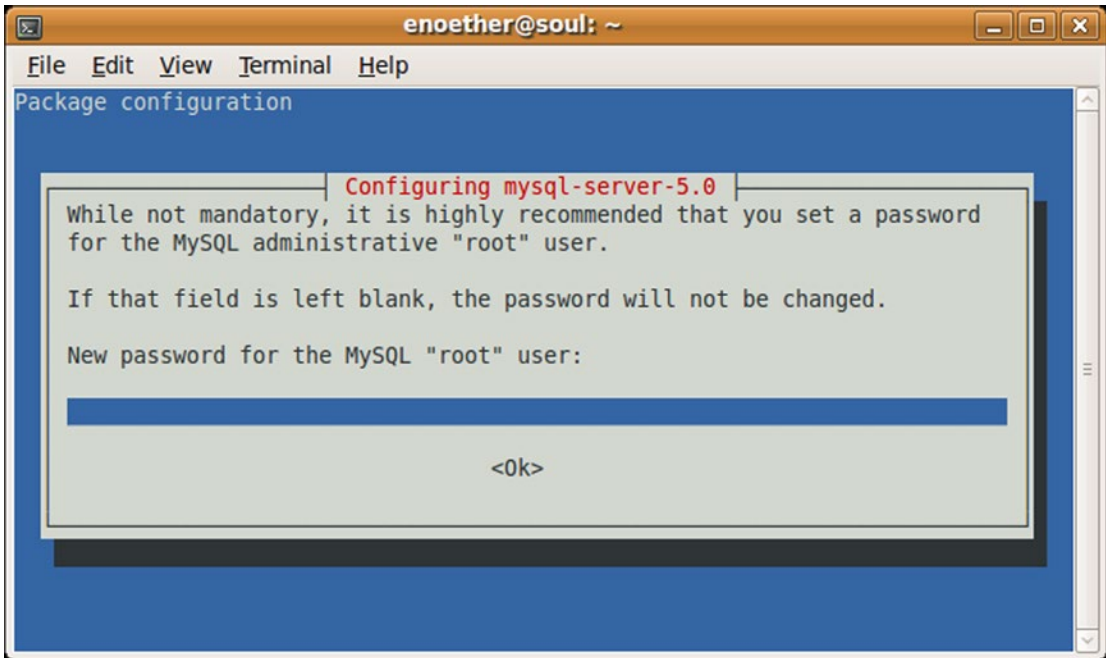 enoether@soul: ~
File Edit View Terminal Help
Package configuration
Configuring mysql-server-5.0
While not mandatory, it is highly recommended that you set a password
for the MySQL administrative "root" user.
If that field is left blank, the password will not be changed.
New password for the MySQL "root" user:
<Ok>